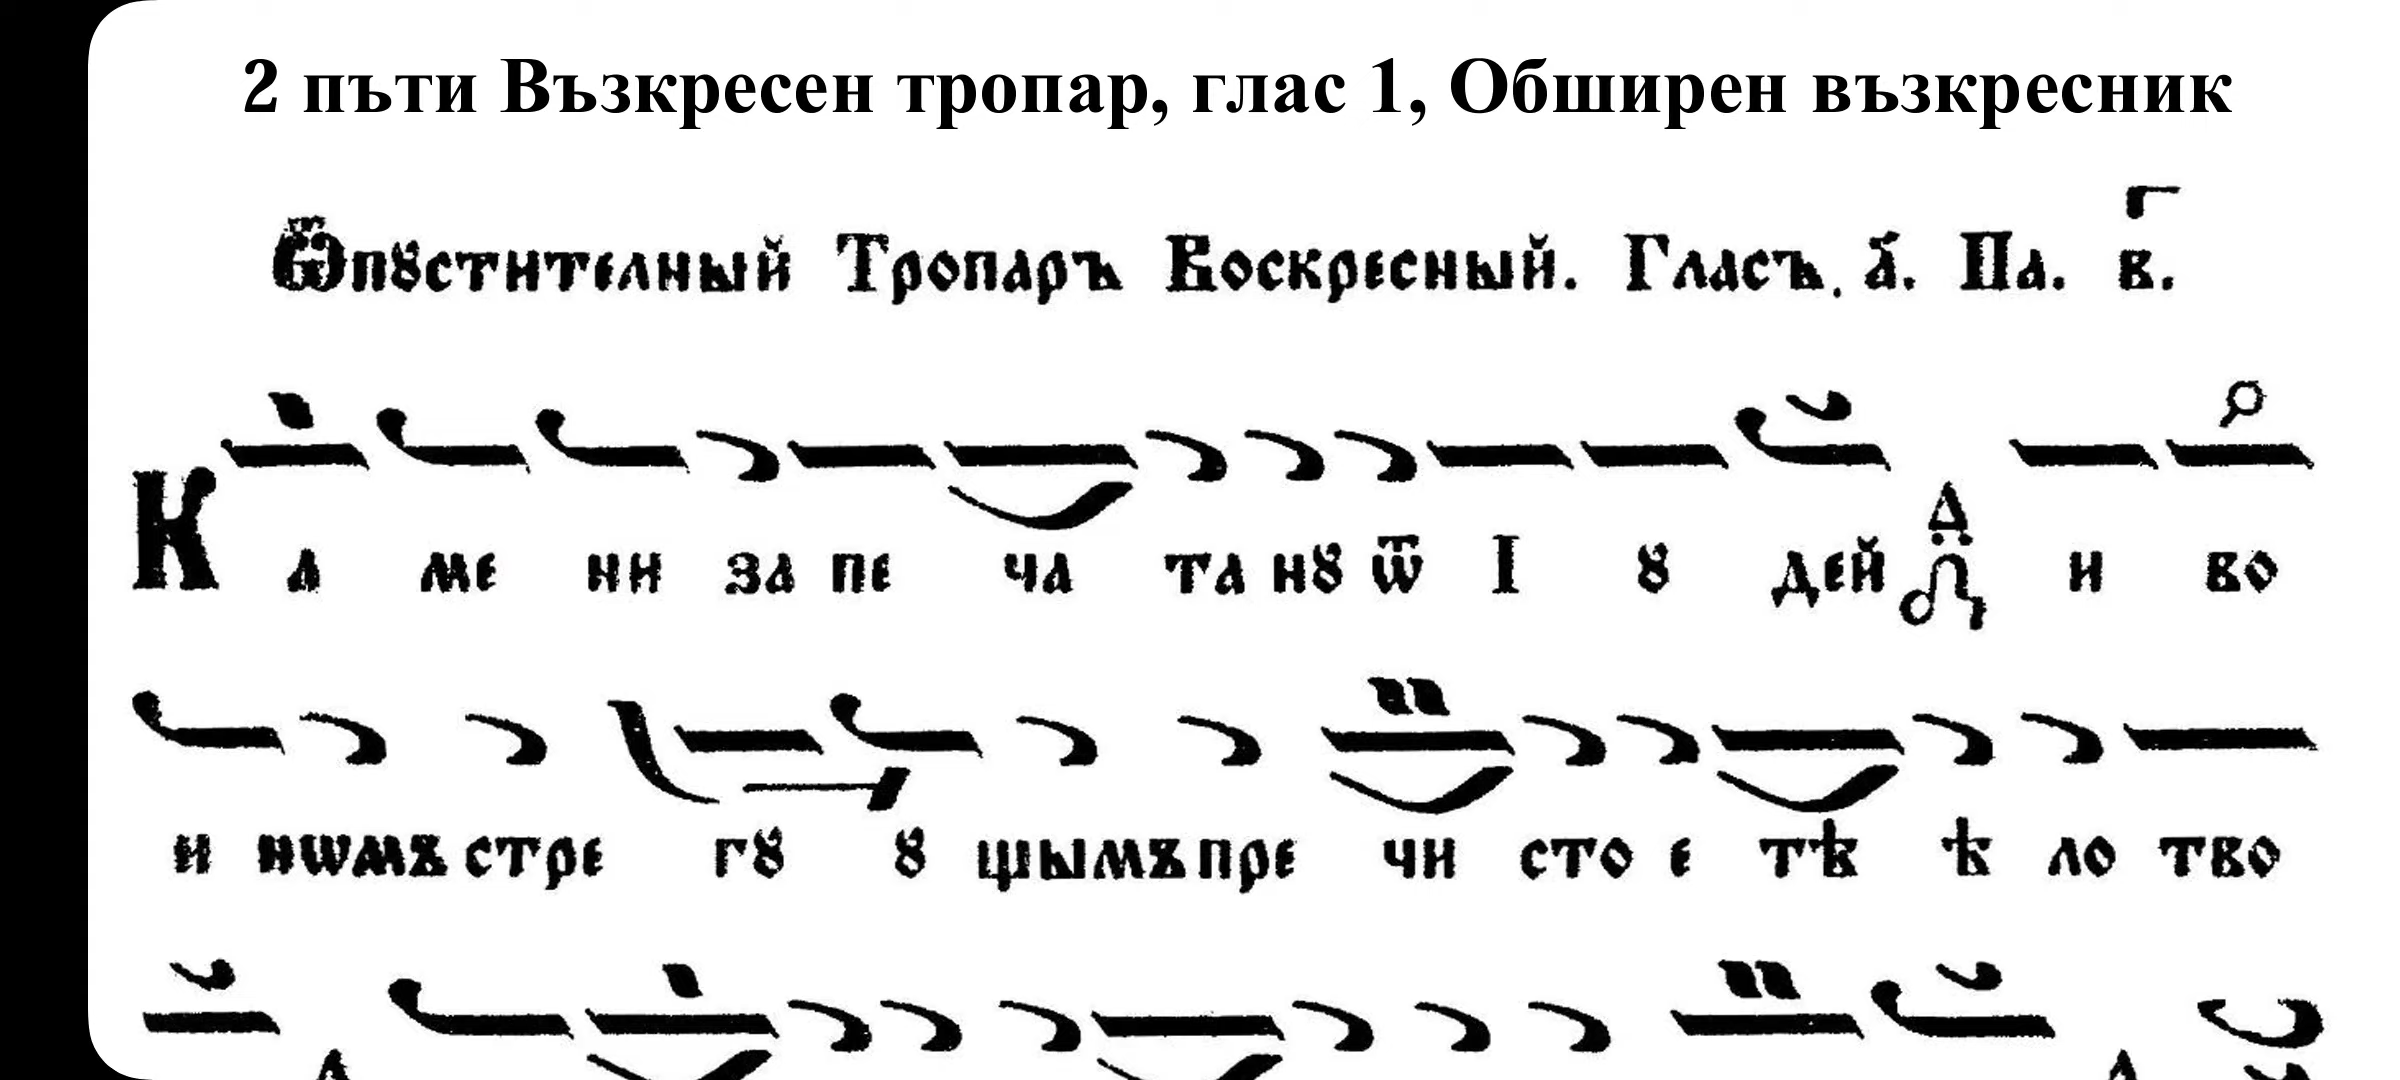 2 пъти Възкресен тропар, глас 1, Обширен възкресник
Ѿпꙋстителный Тропаръ Воскресный. Гласъ. а҃. Па. в.
К а ме ни за пе ча та нꙋ ѿ І ꙋ дей и во
и нѡмъ стре гꙋ ꙋ щымъ пре чи сто е тѣ ѣ ло тво